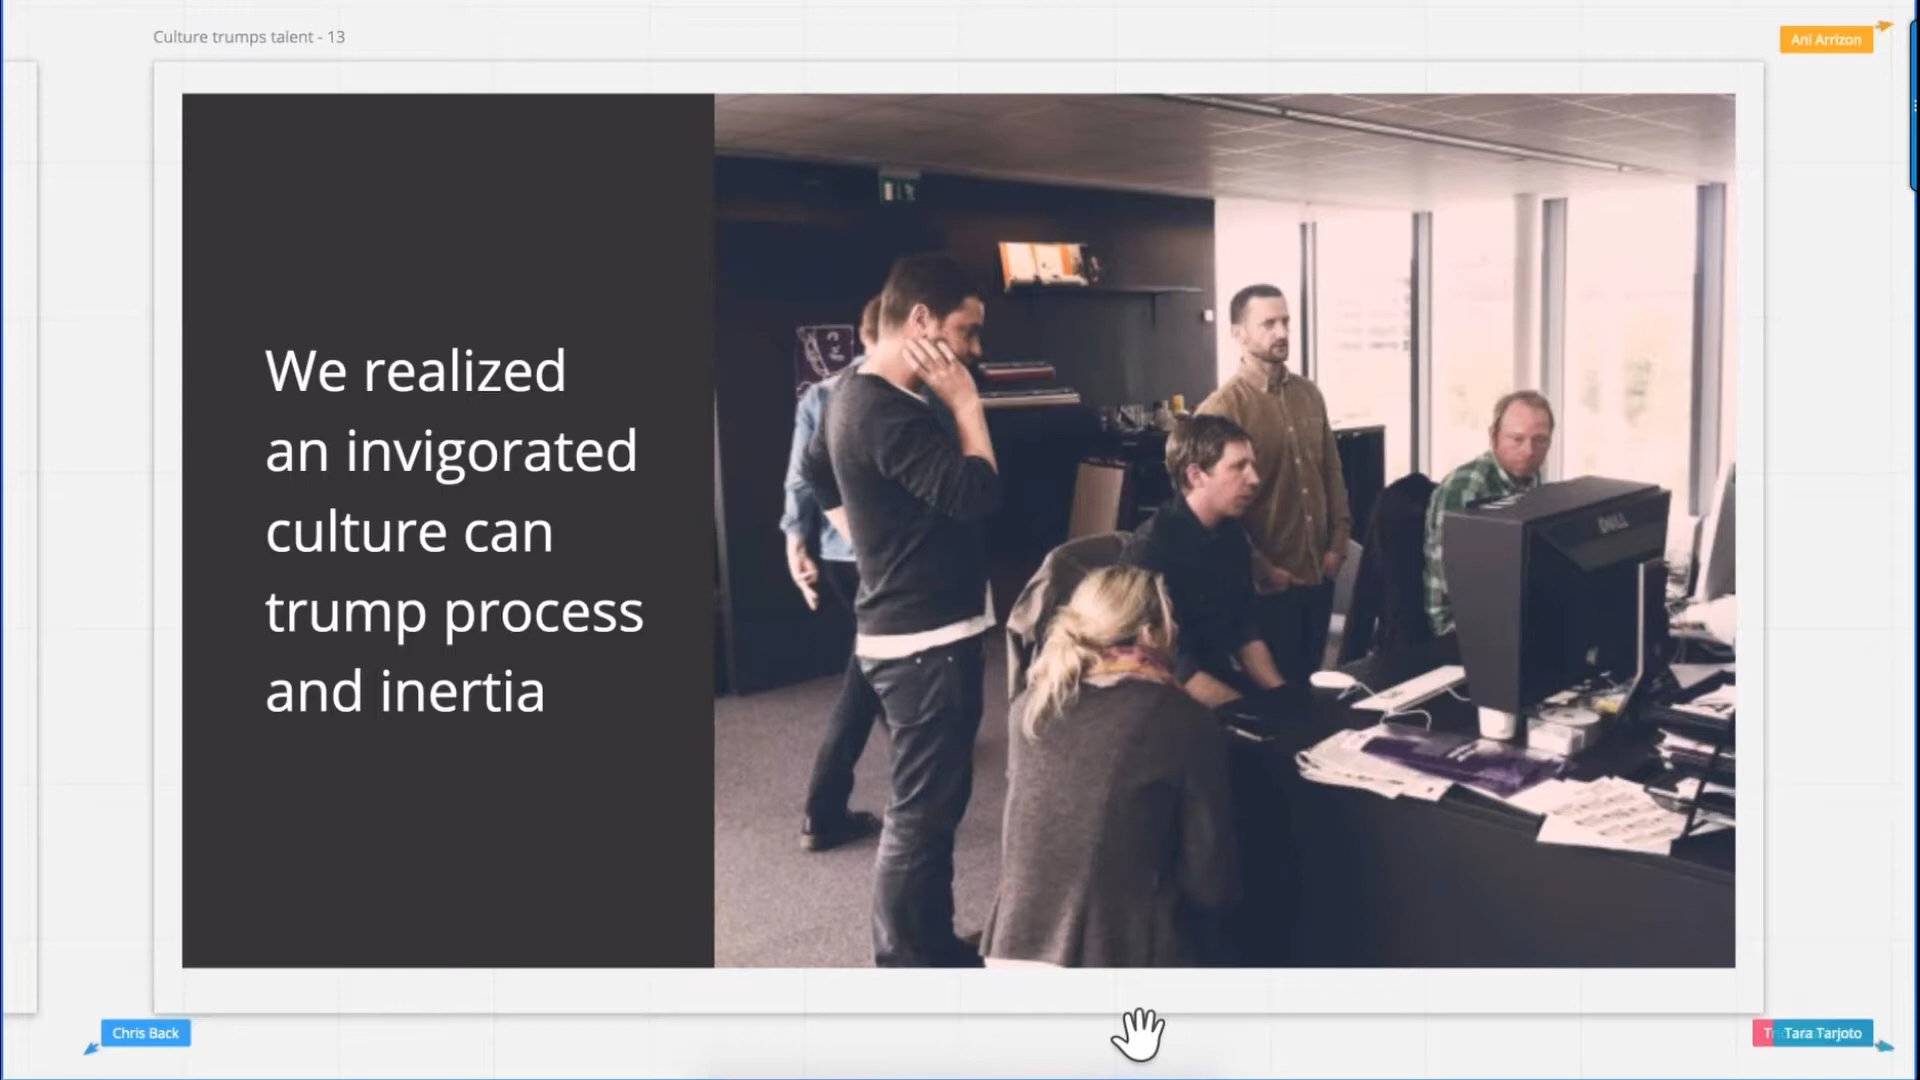 Culture trumps talent - 13
Ani Arrizon
We realized
an invigorated
culture can
trump process
and inertia
DELL
Chris Back
Tara Tarjoto